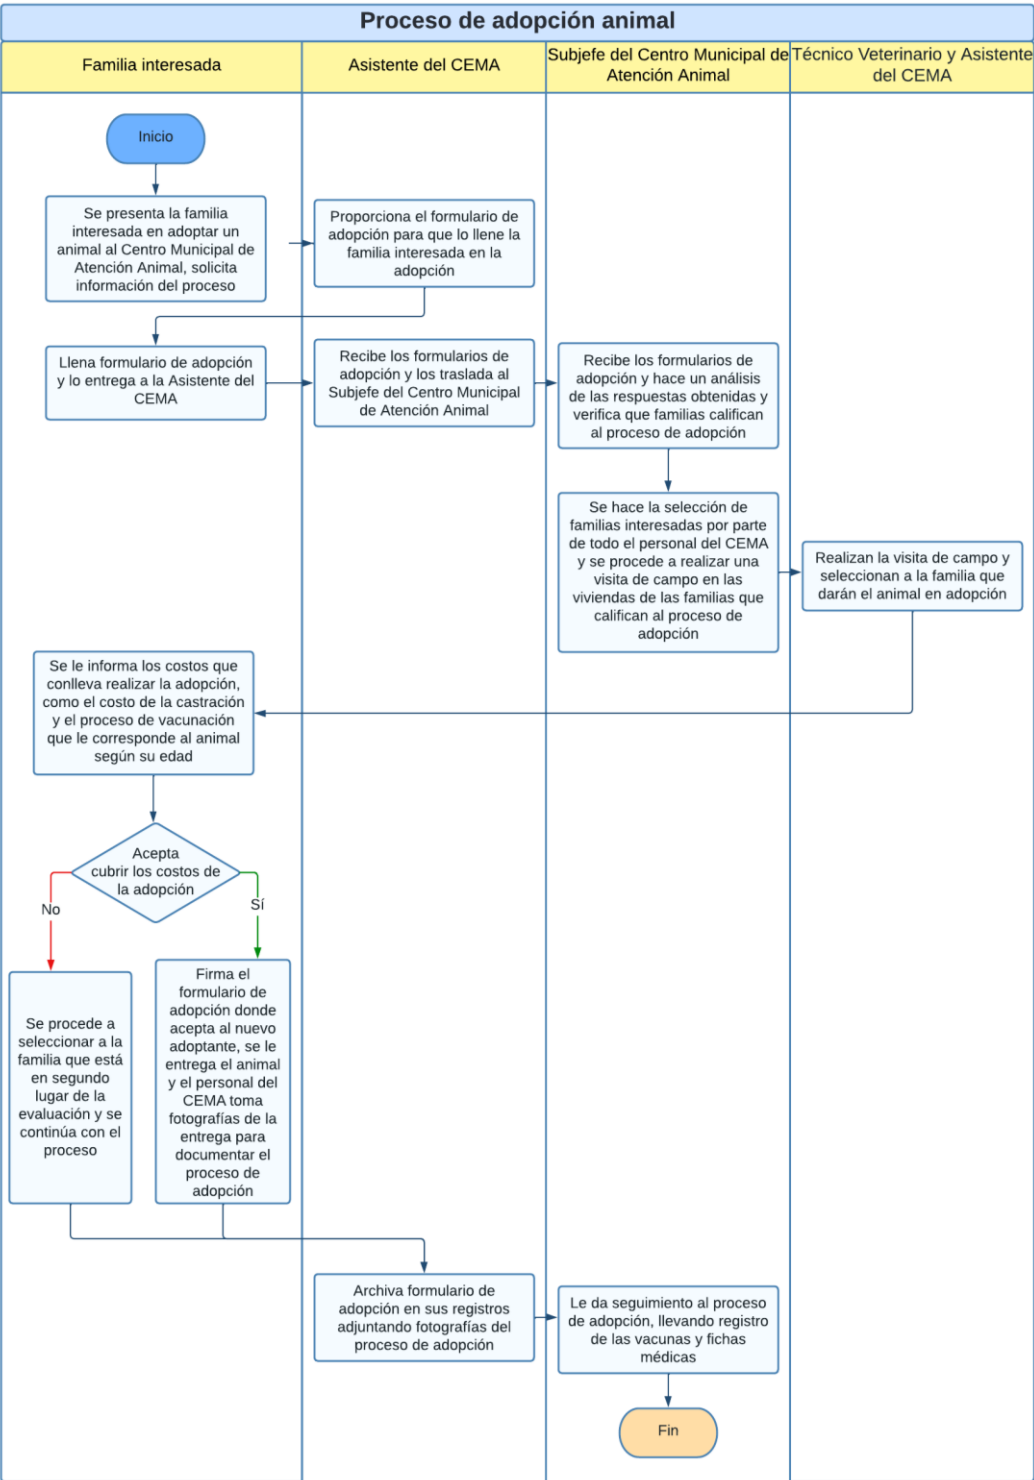 Proceso de adopción animal
Familia interesada
Asistente del CEMA
Subjefe del Centro Municipal de
Atención Animal
Técnico Veterinario y Asistente
del CEMA
Inicio
Se presenta la familia
interesada en adoptar un
animal al Centro Municipal de
Atención Animal, solicita
información del proceso
Proporciona el formulario de
adopción para que lo llene la
familia interesada en la
adopción
Llena formulario de adopción
y lo entrega a la Asistente del
CEMA
Recibe los formularios de
adopción y los traslada al
Subjefe del Centro Municipal
de Atención Animal
Recibe los formularios de
adopción y hace un análisis
de las respuestas obtenidas y
verifica que familias califican
al proceso de adopción
Se hace la selección de
familias interesadas por parte
de todo el personal del CEMA
y se procede a realizar una
visita de campo en las
viviendas de las familias que
califican al proceso de
adopción
Realizan la visita de campo y
seleccionan a la familia que
darán el animal en adopción
Se le informa los costos que
conlleva realizar la adopción,
como el costo de la castración
y el proceso de vacunación
que le corresponde al animal
según su edad
Acepta
cubrir los costos de
la adopción
No
Sí
Se procede a
seleccionar a la
familia que está
en segundo
lugar de la
evaluación y se
continúa con el
proceso
Firma el
formulario de
adopción donde
acepta al nuevo
adoptante, se le
entrega el animal
y el personal del
CEMA toma
fotografías de la
entrega para
documentar el
proceso de
adopción
Archiva formulario de
adopción en sus registros
adjuntando fotografías del
proceso de adopción
Le da seguimiento al proceso
de adopción, llevando registro
de las vacunas y fichas
médicas
Fin